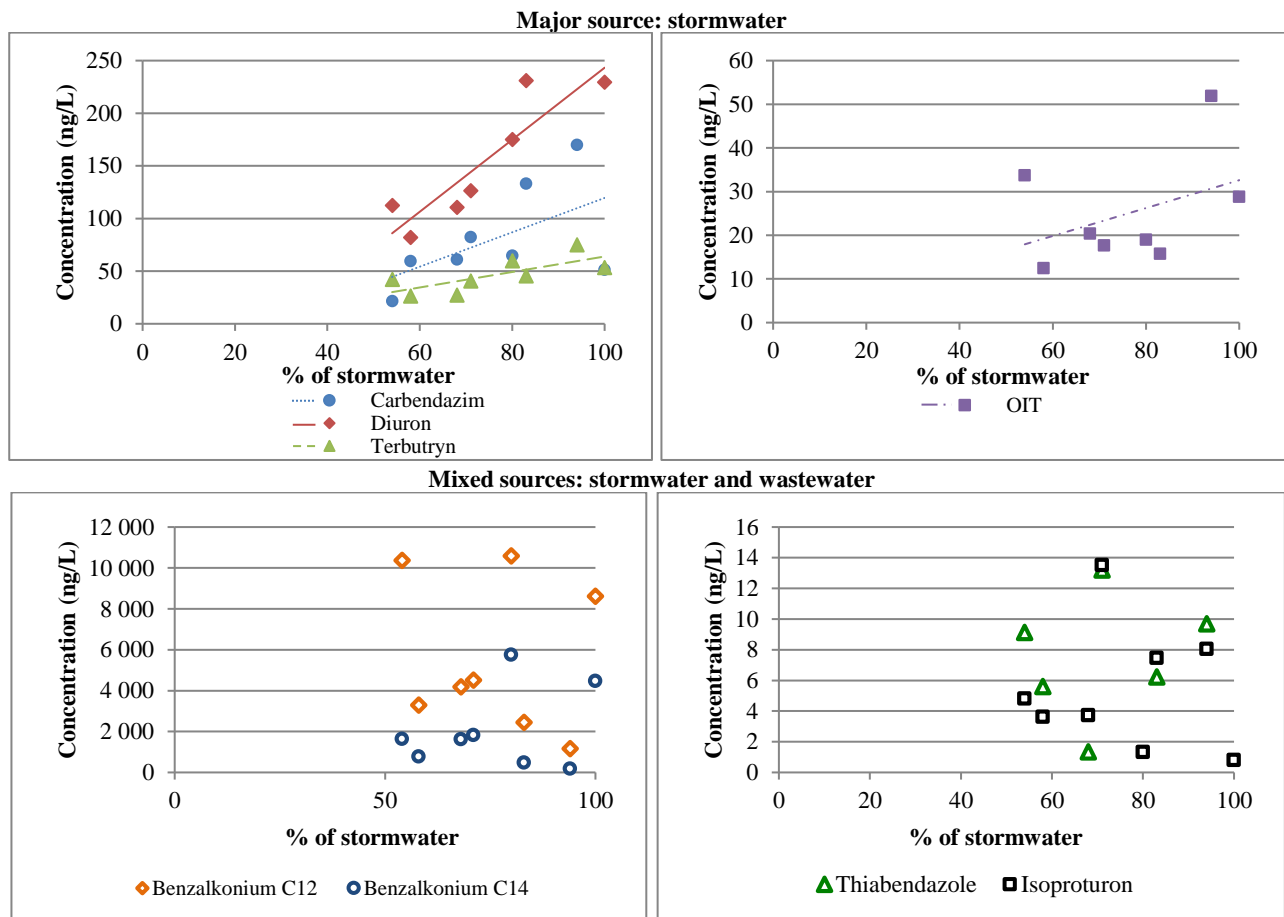 Major source: stormwater
250
200
150
100
50
0
Concentration (ng/L)
0 20 40 60 80 100
% of stormwater
Carbendazim
Diuron
Terbutryn
60
50
40
30
20
10
0
Concentration (ng/L)
0 20 40 60 80 100
% of stormwater
OIT
Mixed sources: stormwater and wastewater
12 000
10 000
8 000
6 000
4 000
2 000
0
Concentration (ng/L)
0 50 100
% of stormwater
Benzalkonium C12 Benzalkonium C14
16
14
12
10
8
6
4
2
0
Concentration (ng/L)
0 20 40 60 80 100
% of stormwater
Thiabendazole Isoproturon